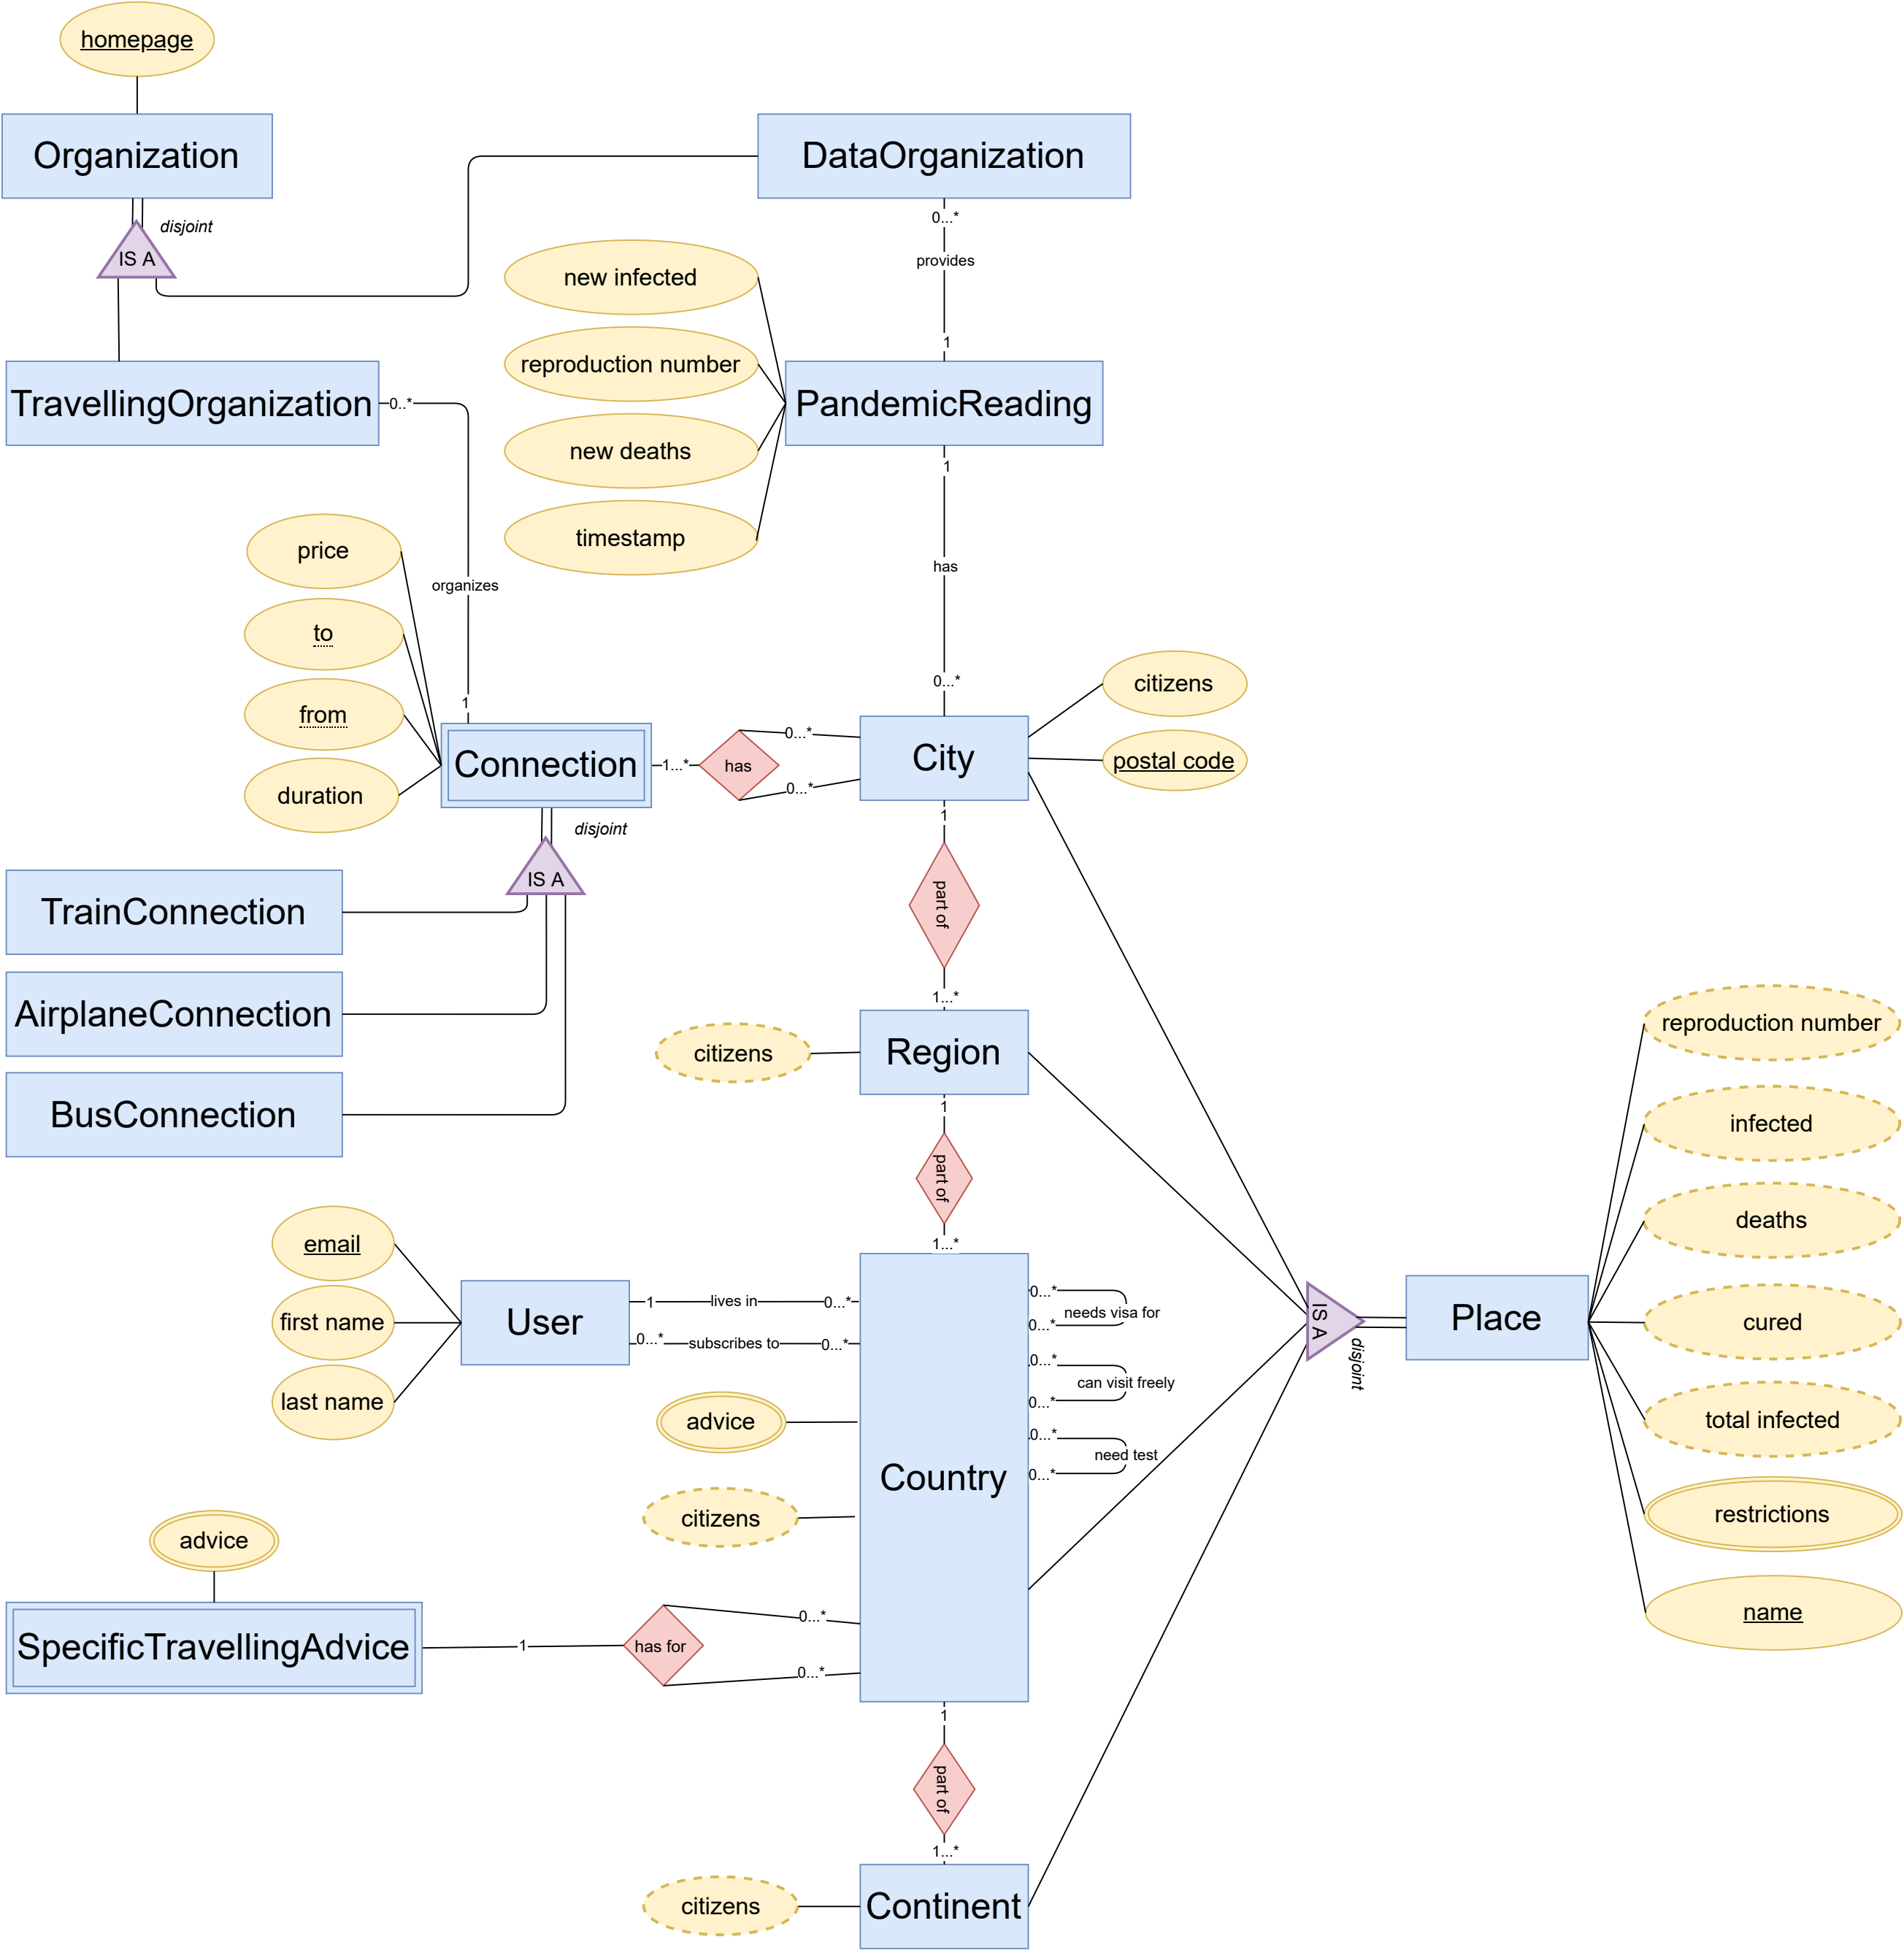 homepage
Organization
DataOrganization
disjoint
IS A
0...*
provides
1
new infected
reproduction number
new deaths
timestamp
TravellingOrganization
0..*
PandemicReading
1
has
0...*
organizes
1
price
to
from
duration
Connection
1...*
has
0...*
0...*
City
citizens
postal code
disjoint
IS A
TrainConnection
AirplaneConnection
BusConnection
1
part of
1...*
citizens
Region
1
part of
1...*
email
first name
last name
User
1
lives in
0...*
0...*
subscribes to
0...*
Country
advice
citizens
0...*
needs visa for
0...*
0...*
can visit freely
0...*
0...*
need test
0...*
IS A
disjoint
Place
reproduction number
infected
deaths
cured
total infected
restrictions
name
advice
SpecificTravellingAdvice
1
has for
0...*
0...*
1
part of
1...*
citizens
Continent